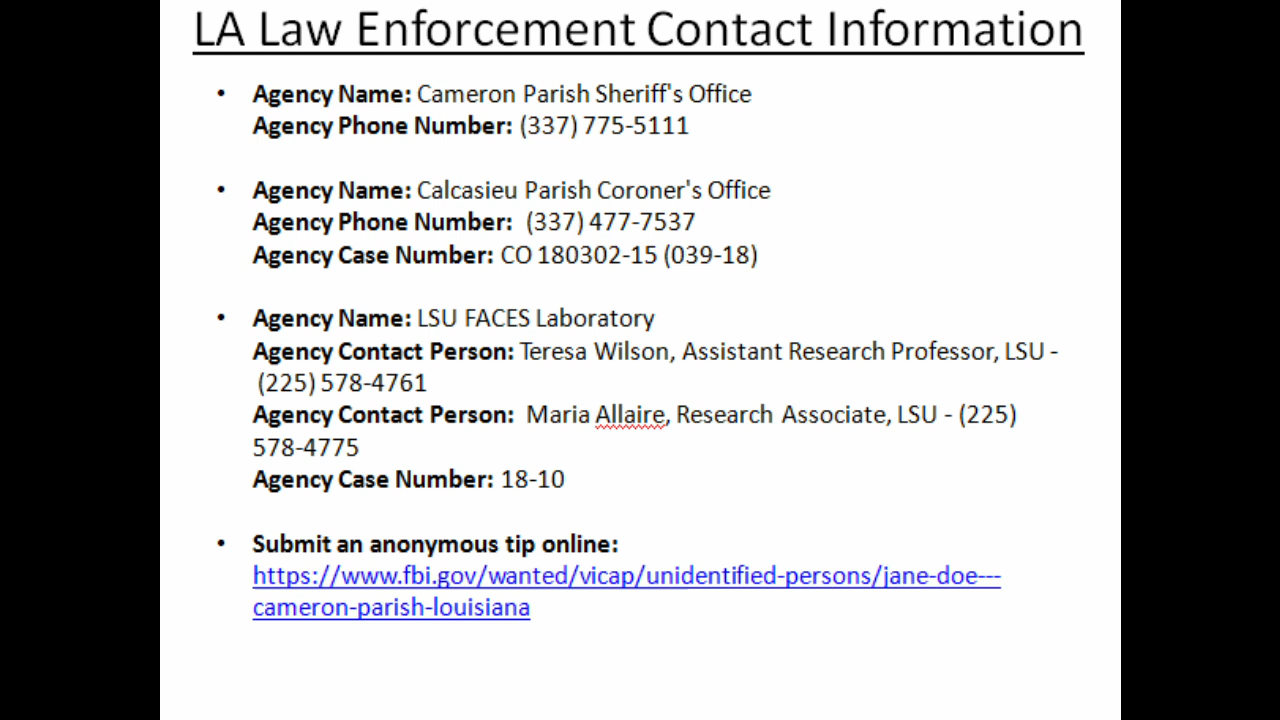 LA Law Enforcement Contact Information
• Agency Name: Cameron Parish Sheriff's Office
Agency Phone Number: (337) 775-5111
• Agency Name: Calcasieu Parish Coroner's Office
Agency Phone Number:  (337) 477-7537
Agency Case Number: CO 180302-15 (039-18)
• Agency Name: LSU FACES Laboratory
Agency Contact Person: Teresa Wilson, Assistant Research Professor, LSU -
(225) 578-4761
Agency Contact Person:  Maria Allaire, Research Associate, LSU - (225)
578-4775
Agency Case Number: 18-10
• Submit an anonymous tip online:
https://www.fbi.gov/wanted/vicap/unidentified-persons/jane-doe---
cameron-parish-louisiana